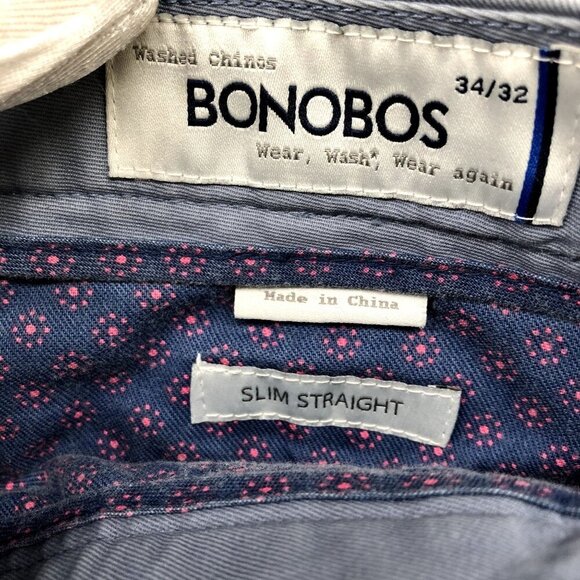 Washed Chinos
34/32
BONOBOS
Wear, Wash*, Wear again
Made in China
SLIM STRAIGHT